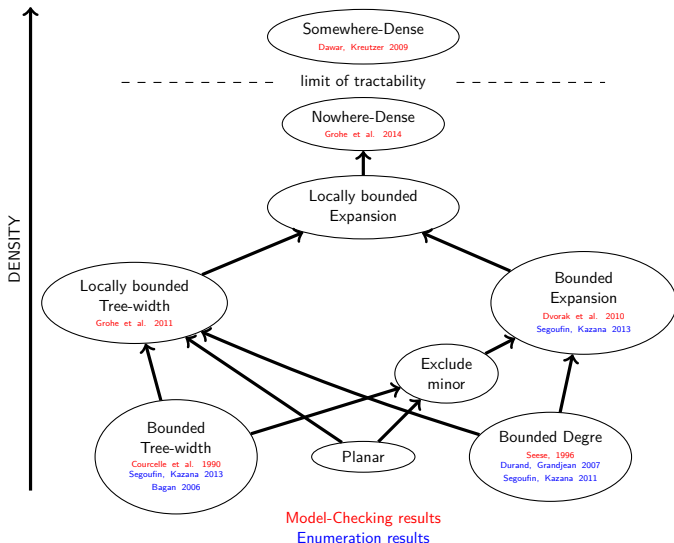 Somewhere-Dense
Dawar, Kreutzer 2009
limit of tractability
Nowhere-Dense
Grohe et al. 2014
Locally bounded
Expansion
DENSITY
Locally bounded
Tree-width
Grohe et al. 2011
Bounded
Expansion
Dvorak et al. 2010
Segoufin, Kazana 2013
Exclude
minor
Bounded
Tree-width
Courcelle et al. 1990
Segoufin, Kazana 2013
Bagan 2006
Planar
Bounded Degre
Seese, 1996
Durand, Grandjean 2007
Segoufin, Kazana 2011
Model-Checking results
Enumeration results